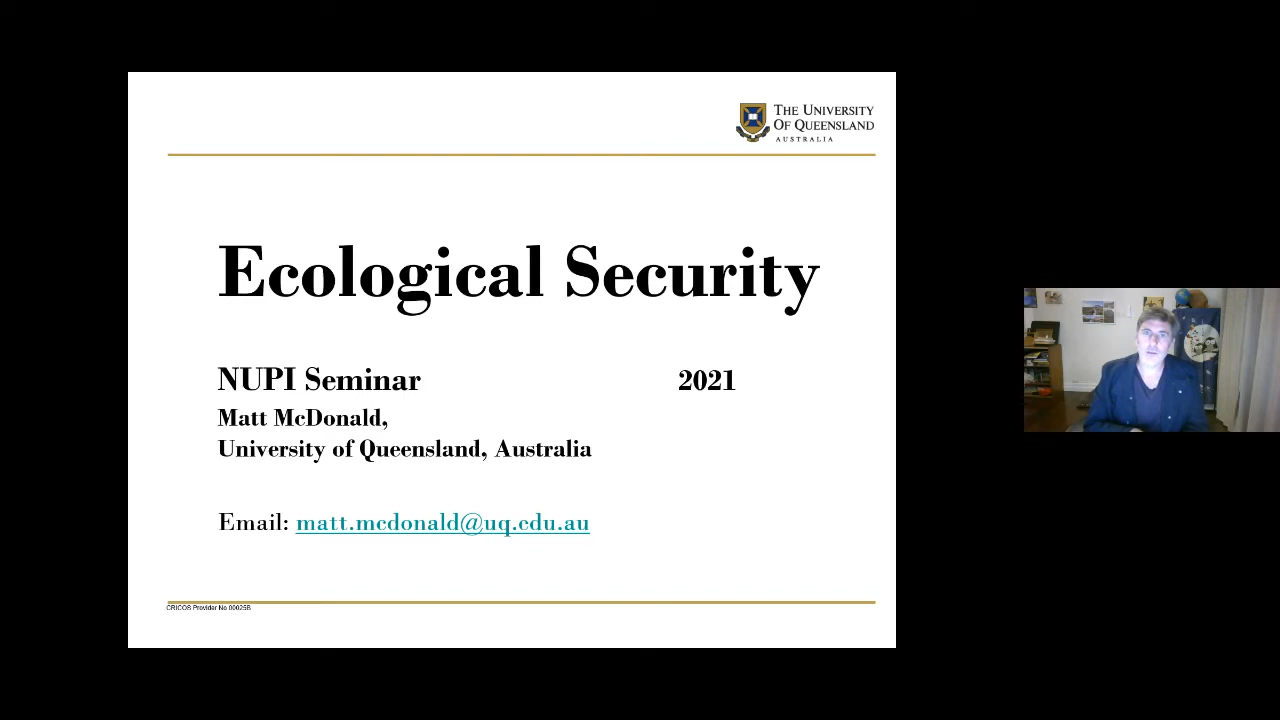 THE UNIVERSITY
OF QUEENSLAND
AUSTRALIA
Ecological Security
NUPI Seminar 2021
Matt McDonald,
University of Queensland, Australia
Email: matt.mcdonald@uq.edu.au
CRICOS Provider No 00025B